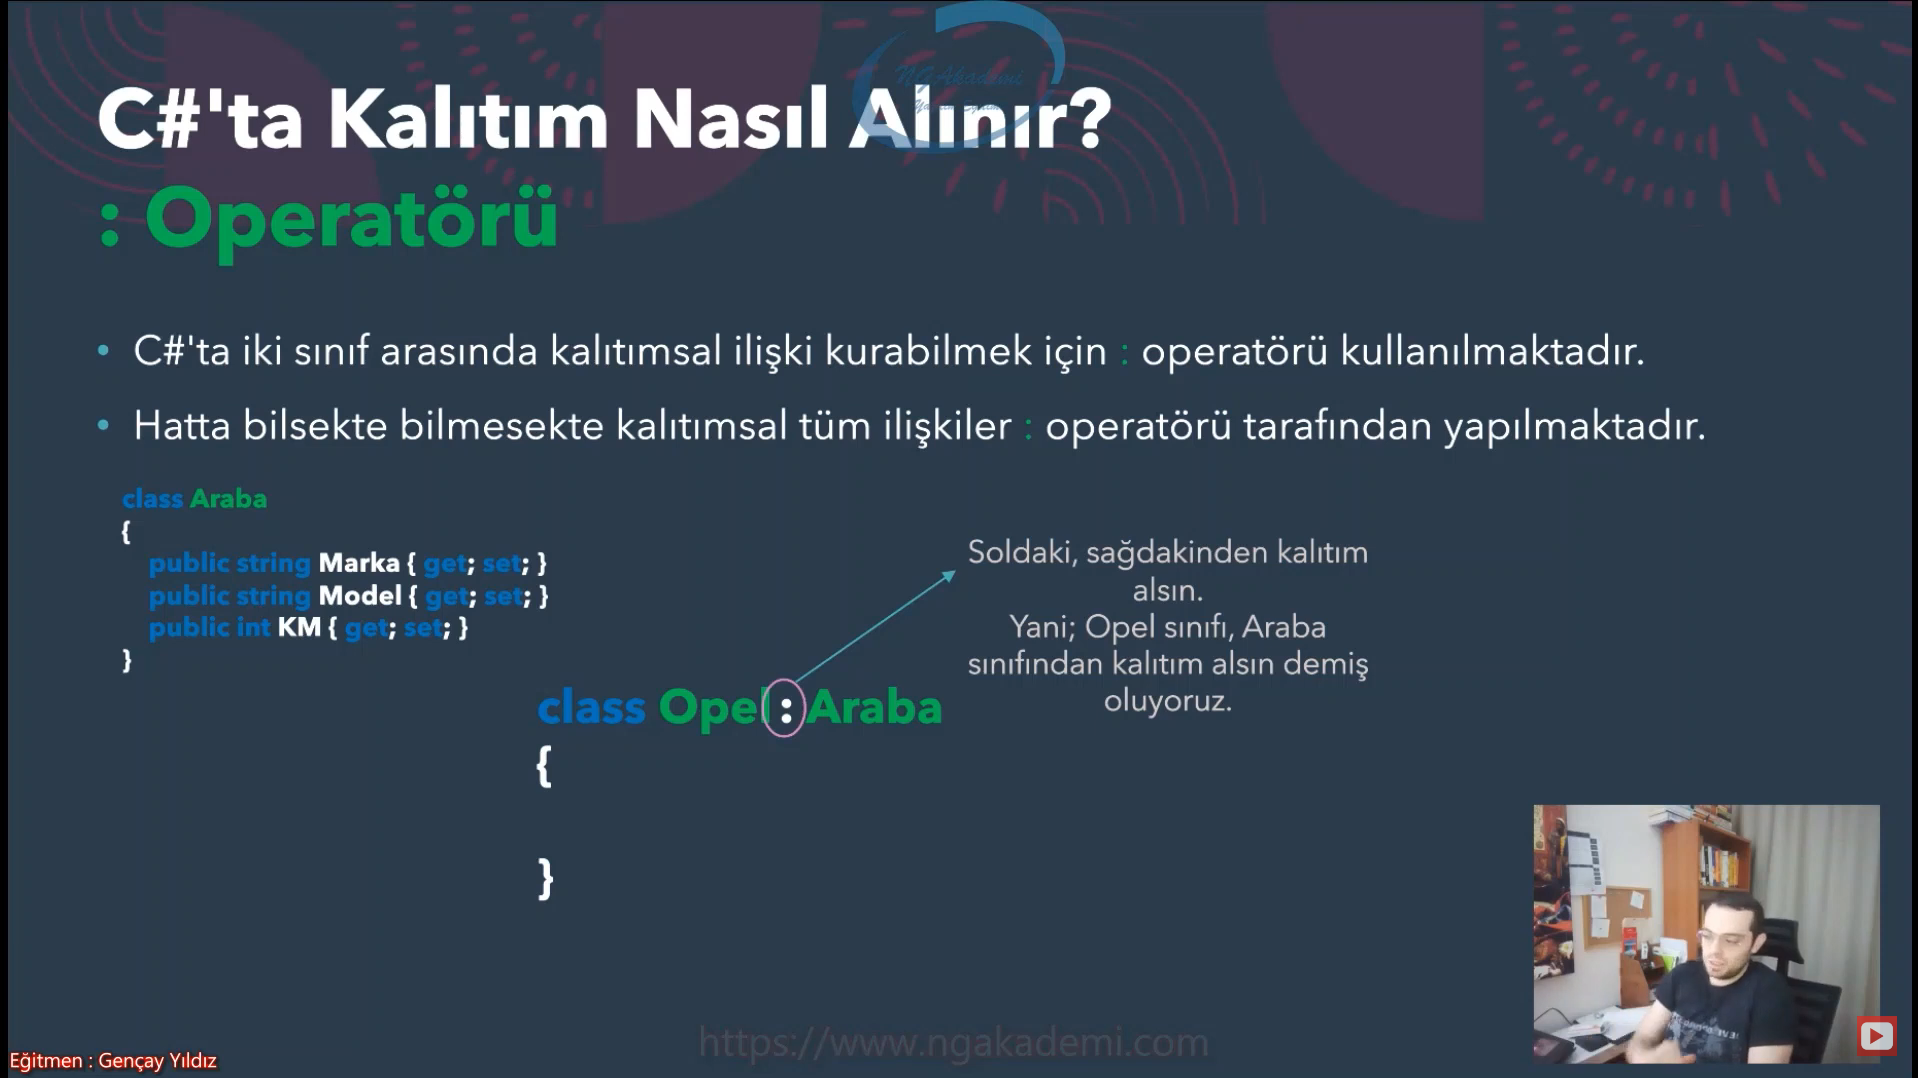 NGAkademi
C#'ta Kalıtım Nasıl Alınır?
: Operatörü
• C#'ta iki sınıf arasında kalıtımsal ilişki kurabilmek için : operatörü kullanılmaktadır.
• Hatta bilsekte bilmesekte kalıtımsal tüm ilişkiler : operatörü tarafından yapılmaktadır.
class Araba
{
public string Marka { get; set; }
public string Model { get; set; }
public int KM { get; set; }
}
Soldaki, sağdakinden kalıtım
alsın.
Yani; Opel sınıfı, Araba
sınıfından kalıtım alsın demiş
oluyoruz.
class Opel : Araba
{
}
https://www.ngakademi.com
Eğitmen : Gençay Yıldız